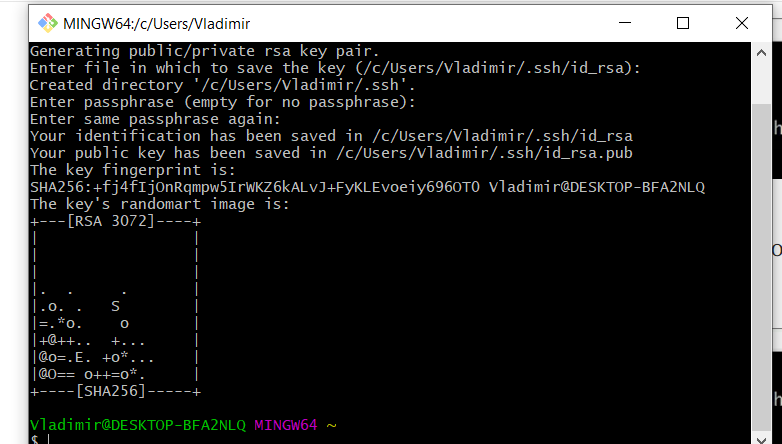 MINGW64:/c/Users/Vladimir
Generating public/private rsa key pair.
Enter file in which to save the key (/c/Users/Vladimir/.ssh/id_rsa):
Created directory '/c/Users/Vladimir/.ssh'.
Enter passphrase (empty for no passphrase):
Enter same passphrase again:
Your identification has been saved in /c/Users/Vladimir/.ssh/id_rsa
Your public key has been saved in /c/Users/Vladimir/.ssh/id_rsa.pub
The key fingerprint is:
SHA256:+fj4fIjOnRqmpw5IrWKZ6kALvJ+FyKLEvoeiy696OT0 Vladimir@DESKTOP-BFA2NLQ
The key's randomart image is:
+---[RSA 3072]----+
|                 |
|                 |
|                 |
|.  .     .       |
|.o. .   S        |
|=.*o.    o       |
|+@++..  +...     |
|@o=.E. +o*...    |
|@O== o++=o*.     |
+----[SHA256]-----+
Vladimir@DESKTOP-BFA2NLQ MINGW64 ~
$